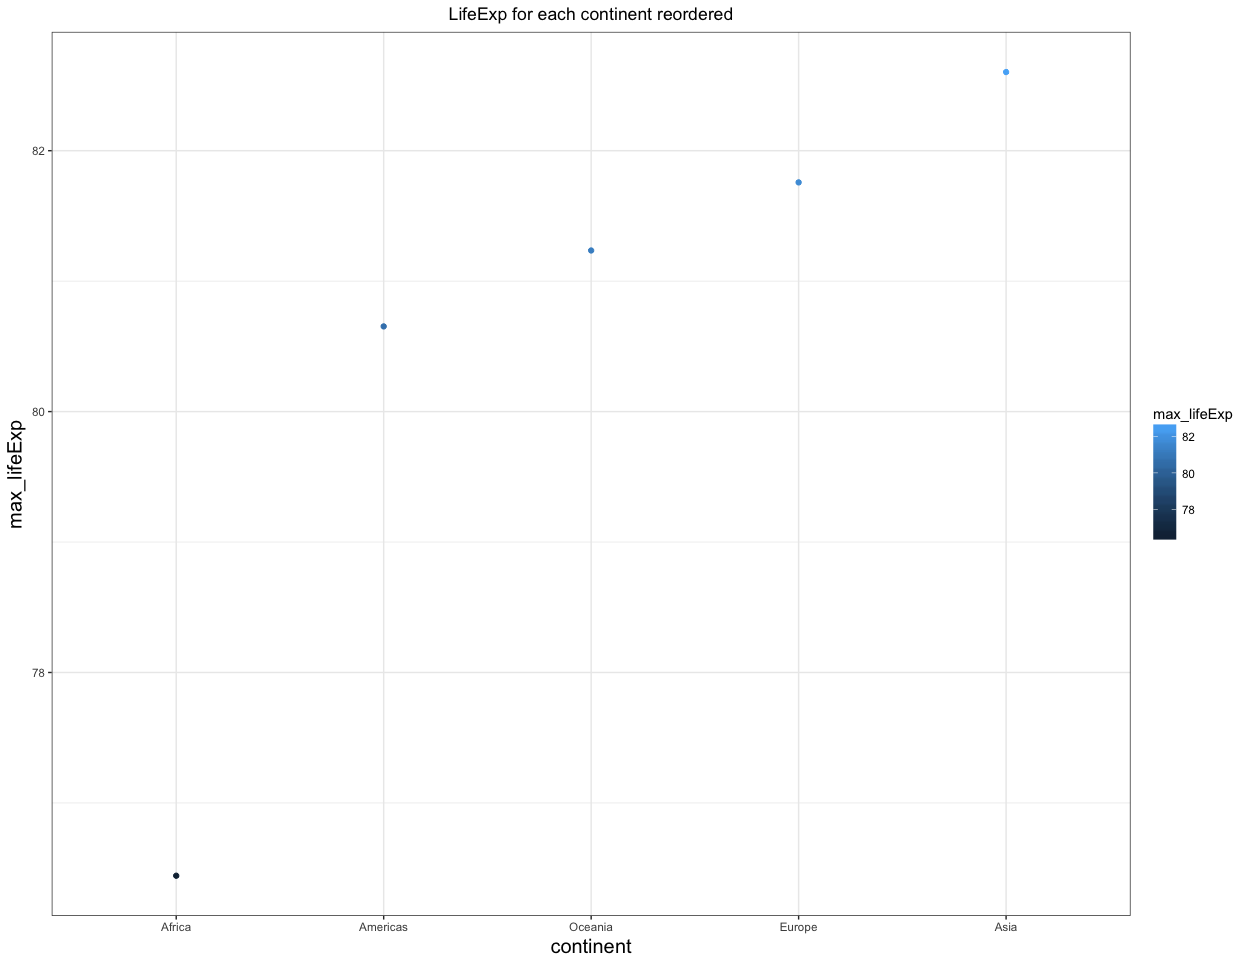 LifeExp for each continent reordered
82
80
78
max_lifeExp
Africa
Americas
Oceania
Europe
Asia
continent
max_lifeExp
82
80
78